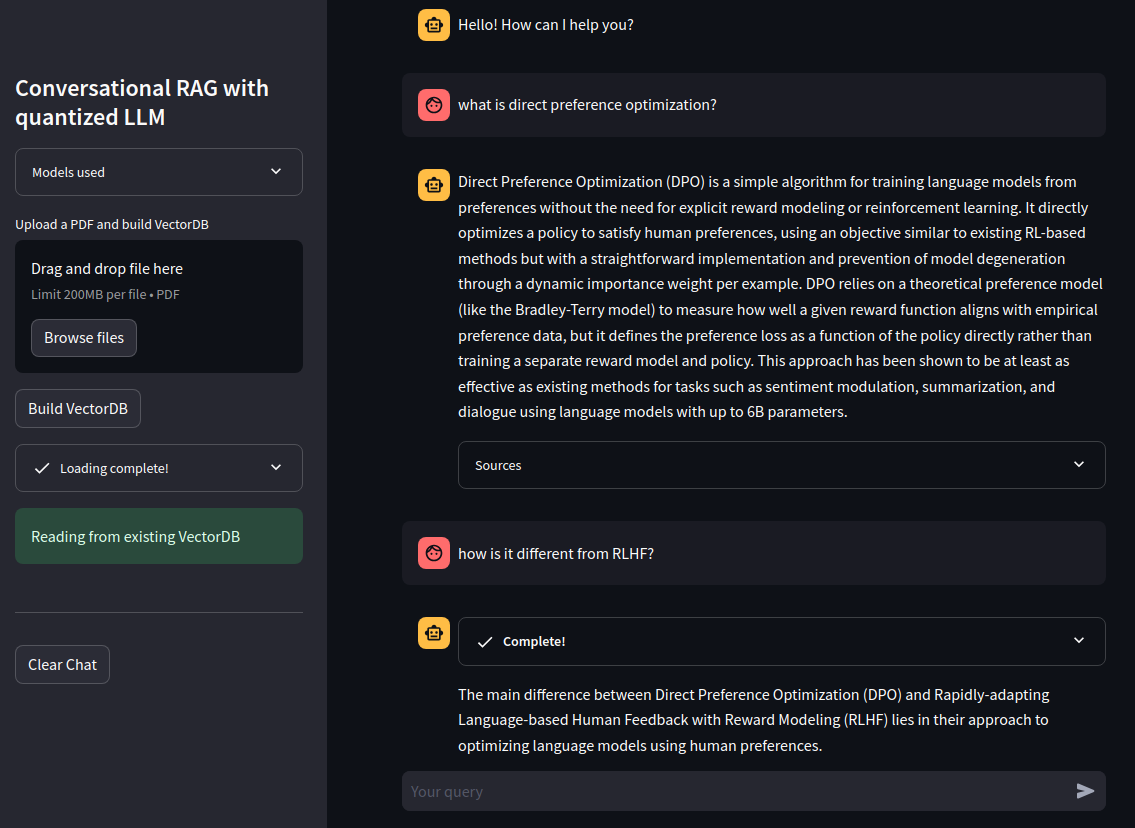 Conversational RAG with
quantized LLM
Models used
Upload a PDF and build VectorDB
Drag and drop file here
Limit 200MB per file • PDF
Browse files
Build VectorDB
Loading complete!
Reading from existing VectorDB
Clear Chat
Hello! How can I help you?
what is direct preference optimization?
Direct Preference Optimization (DPO) is a simple algorithm for training language models from
preferences without the need for explicit reward modeling or reinforcement learning. It directly
optimizes a policy to satisfy human preferences, using an objective similar to existing RL-based
methods but with a straightforward implementation and prevention of model degeneration
through a dynamic importance weight per example. DPO relies on a theoretical preference model
(like the Bradley-Terry model) to measure how well a given reward function aligns with empirical
preference data, but it defines the preference loss as a function of the policy directly rather than
training a separate reward model and policy. This approach has been shown to be at least as
effective as existing methods for tasks such as sentiment modulation, summarization, and
dialogue using language models with up to 6B parameters.
Sources
how is it different from RLHF?
Complete!
The main difference between Direct Preference Optimization (DPO) and Rapidly-adapting
Language-based Human Feedback with Reward Modeling (RLHF) lies in their approach to
optimizing language models using human preferences.
Your query